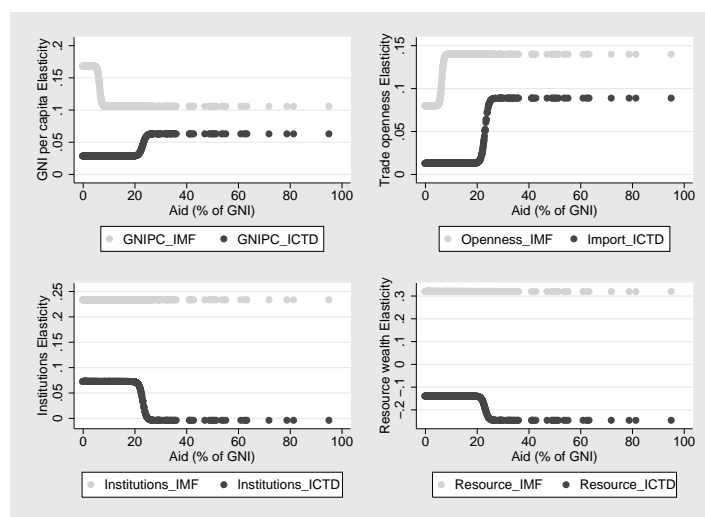 GNI per capita Elasticity
0 .05 .1 .15 .2
0 20 40 60 80 100
Aid (% of GNI)
GNIPC_IMF GNIPC_ICTD
Trade openness Elasticity
0 .05 .1 .15
0 20 40 60 80 100
Aid (% of GNI)
Openness_IMF Import_ICTD
Institutions Elasticity
0 .05 .1 .15 .2 .25
0 20 40 60 80 100
Aid (% of GNI)
Institutions_IMF Institutions_ICTD
Resource wealth Elasticity
-.2 -.1 0 .1 .2 .3
0 20 40 60 80 100
Aid (% of GNI)
Resource_IMF Resource_ICTD